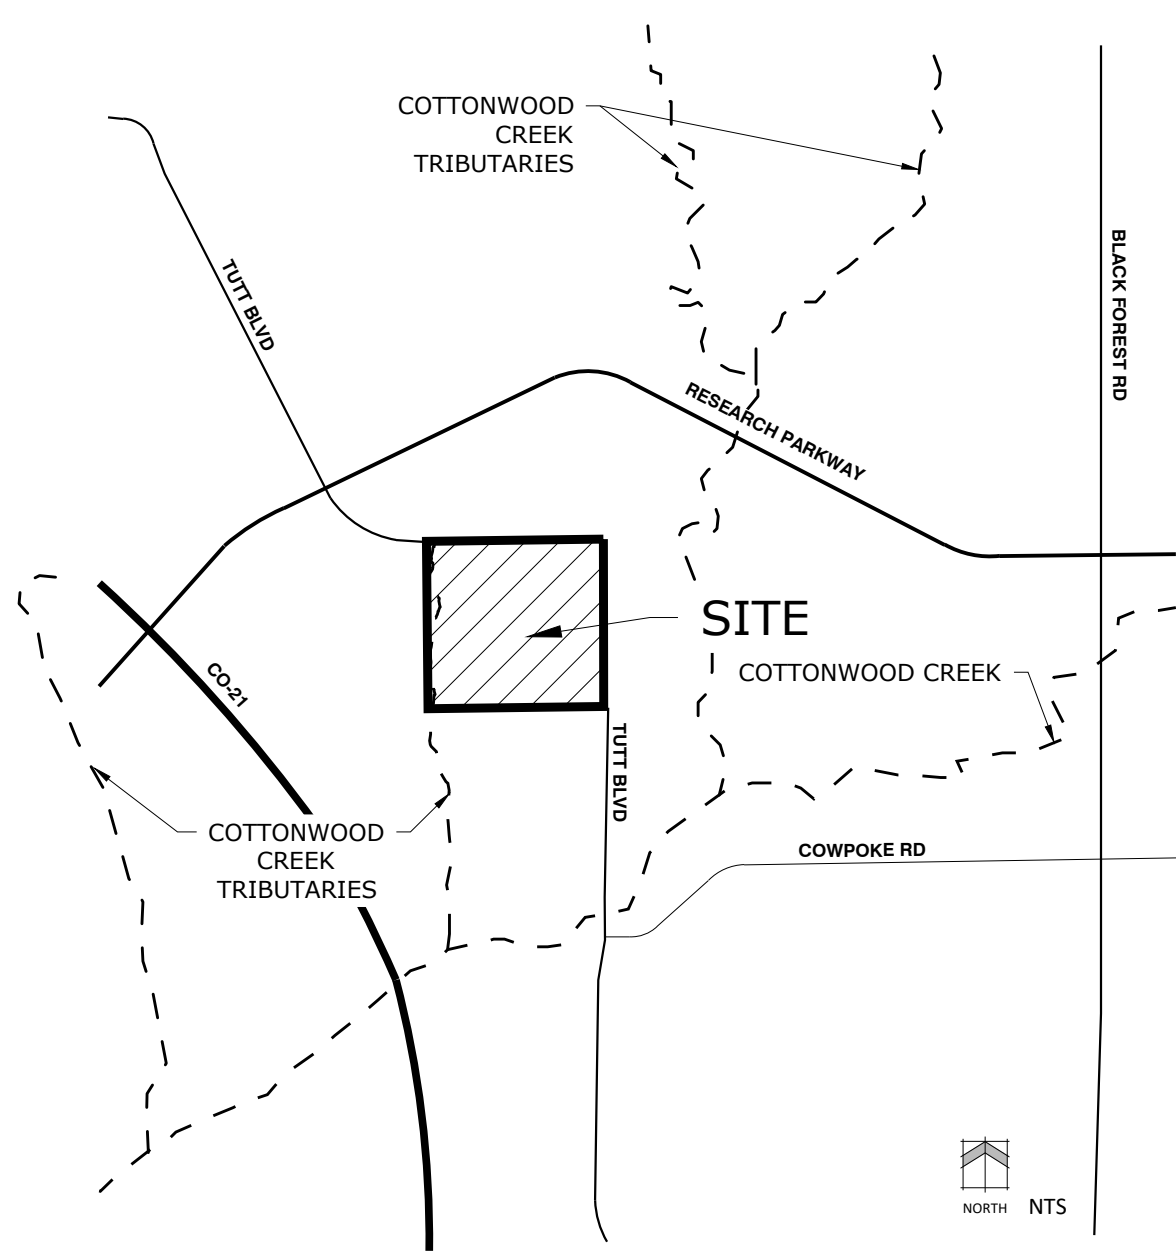 COTTONWOOD
CREEK
TRIBUTARIES
BLACK FOREST RD
TUTT BLVD
RESEARCH PARKWAY
SITE
COTTONWOOD CREEK
CO-21
TUTT BLVD
COTTONWOOD
CREEK
TRIBUTARIES
COWPOKE RD
NORTH NTS